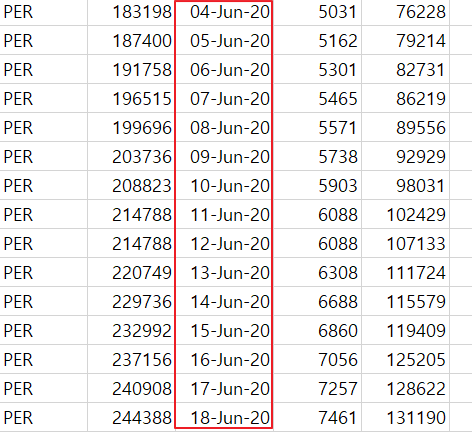 PER 183198 04-Jun-20 5031 76228
PER 187400 05-Jun-20 5162 79214
PER 191758 06-Jun-20 5301 82731
PER 196515 07-Jun-20 5465 86219
PER 199696 08-Jun-20 5571 89556
PER 203736 09-Jun-20 5738 92929
PER 208823 10-Jun-20 5903 98031
PER 214788 11-Jun-20 6088 102429
PER 214788 12-Jun-20 6088 107133
PER 220749 13-Jun-20 6308 111724
PER 229736 14-Jun-20 6688 115579
PER 232992 15-Jun-20 6860 119409
PER 237156 16-Jun-20 7056 125205
PER 240908 17-Jun-20 7257 128622
PER 244388 18-Jun-20 7461 131190